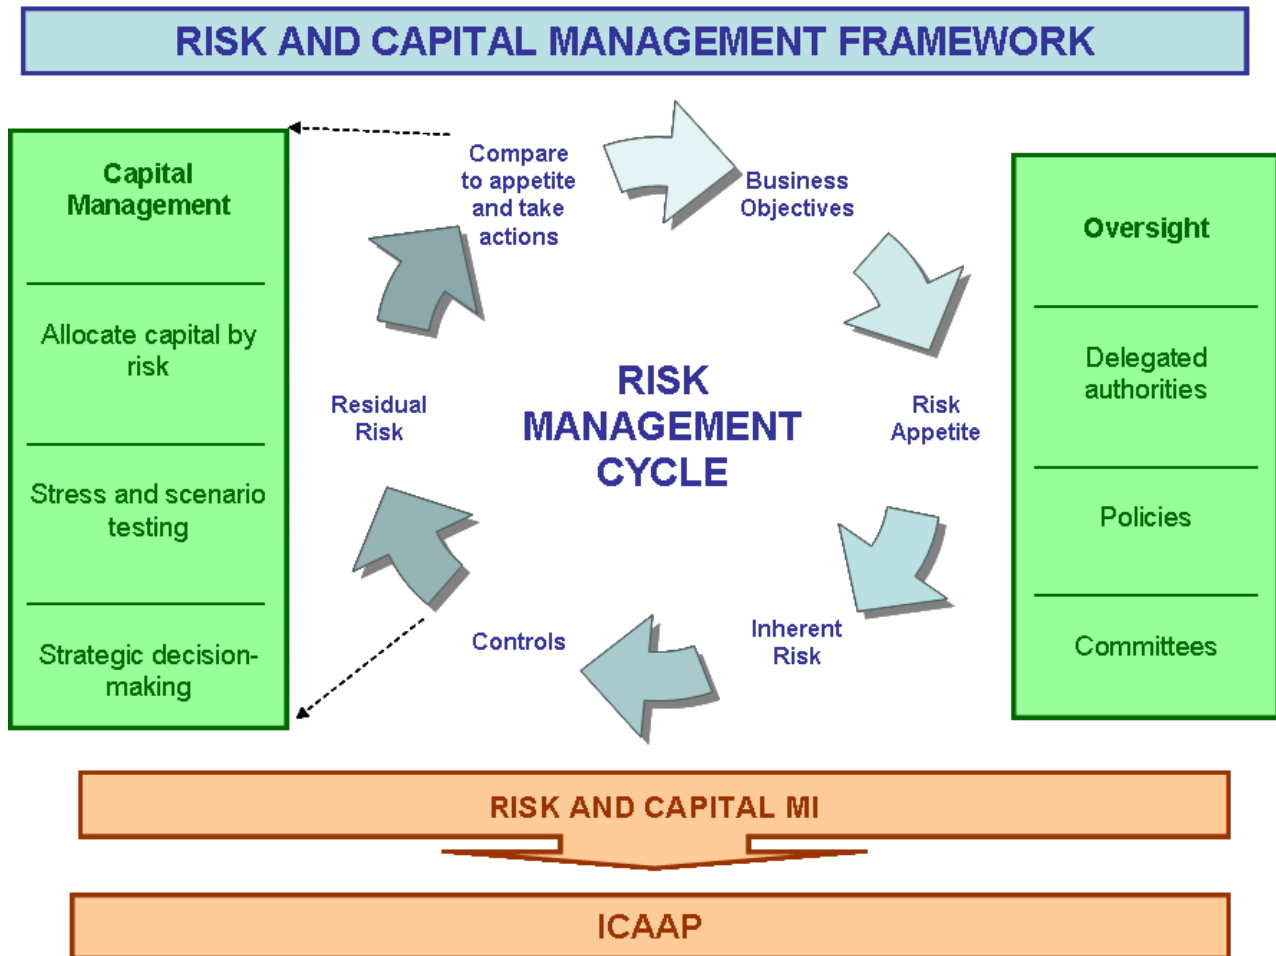 RISK AND CAPITAL MANAGEMENT FRAMEWORK
Capital
Management
Allocate capital by
risk
Stress and scenario
testing
Strategic decision-
making
Compare
to appetite
and take
actions
Business
Objectives
Risk
Appetite
Inherent
Risk
Controls
Residual
Risk
RISK
MANAGEMENT
CYCLE
Oversight
Delegated
authorities
Policies
Committees
RISK AND CAPITAL MI
ICAAP